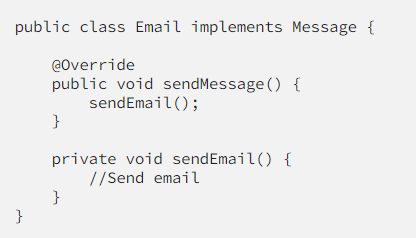 public class Email implements Message {
@Override
public void sendMessage() {
sendEmail();
}
private void sendEmail() {
//Send email
}
}